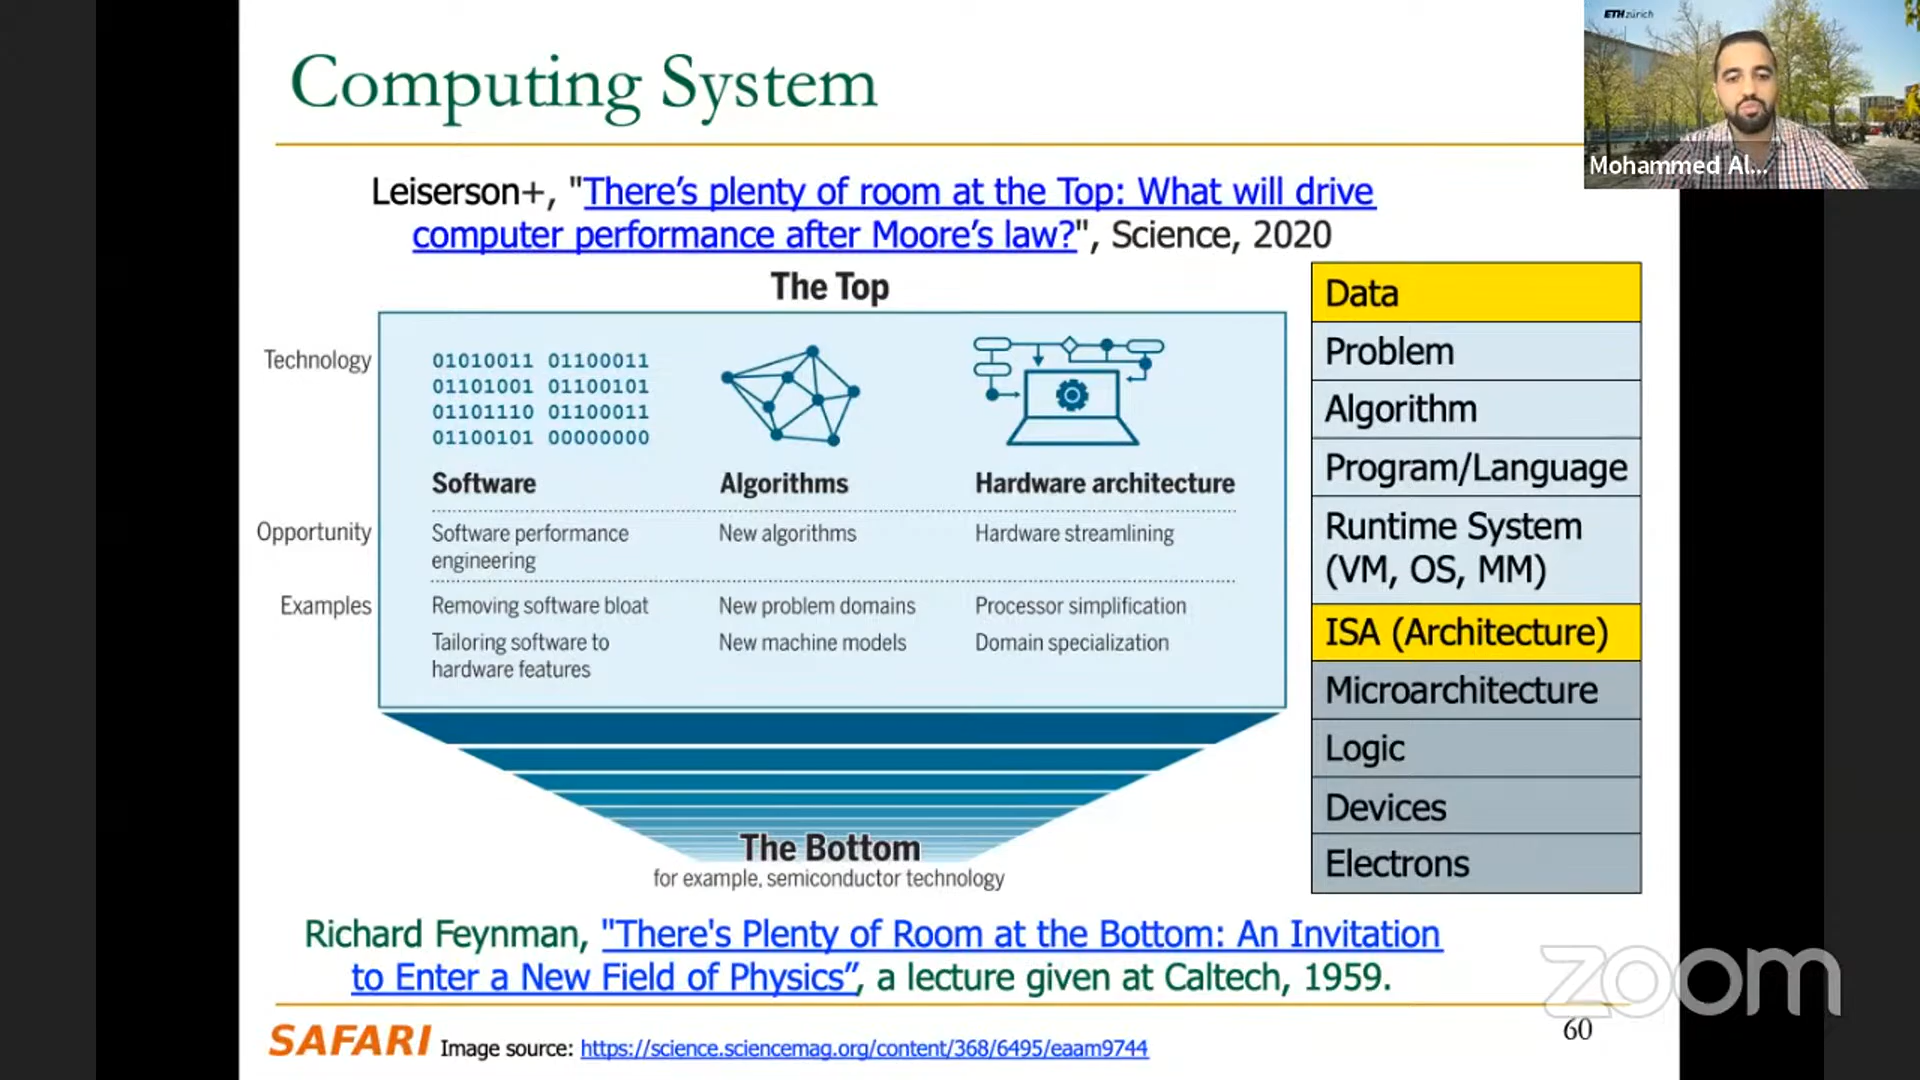 Computing System
ETH zürich
Mohammed Al...
Leiserson+, "There's plenty of room at the Top: What will drive
computer performance after Moore's law?", Science, 2020
The Top
Technology
01010011 01100011
01101001 01100101
01101110 01100011
01100101 00000000
Software
Algorithms
Hardware architecture
Opportunity
Software performance
engineering
New algorithms
Hardware streamlining
Examples
Removing software bloat
New problem domains
Processor simplification
Tailoring software to
hardware features
New machine models
Domain specialization
The Bottom
for example, semiconductor technology
Data
Problem
Algorithm
Program/Language
Runtime System
(VM, OS, MM)
ISA (Architecture)
Microarchitecture
Logic
Devices
Electrons
Richard Feynman, "There's Plenty of Room at the Bottom: An Invitation
to Enter a New Field of Physics”, a lecture given at Caltech, 1959.
zoom
60
SAFARI Image source: https://science.sciencemag.org/content/368/6495/eaam9744